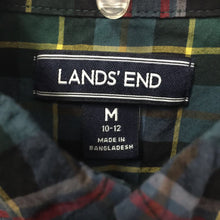 LANDS' END
M
10-12
MADE IN
BANGLADESH